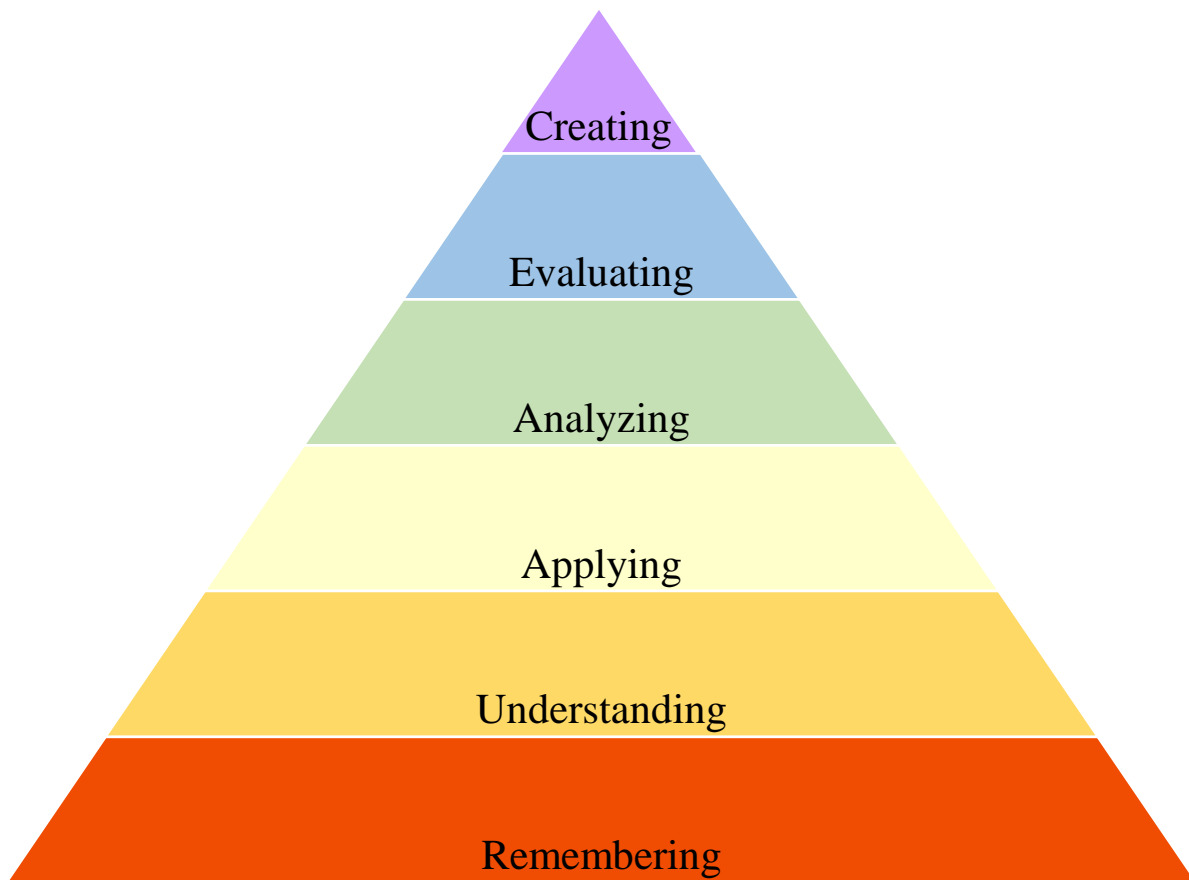 Creating
Evaluating
Analyzing
Applying
Understanding
Remembering